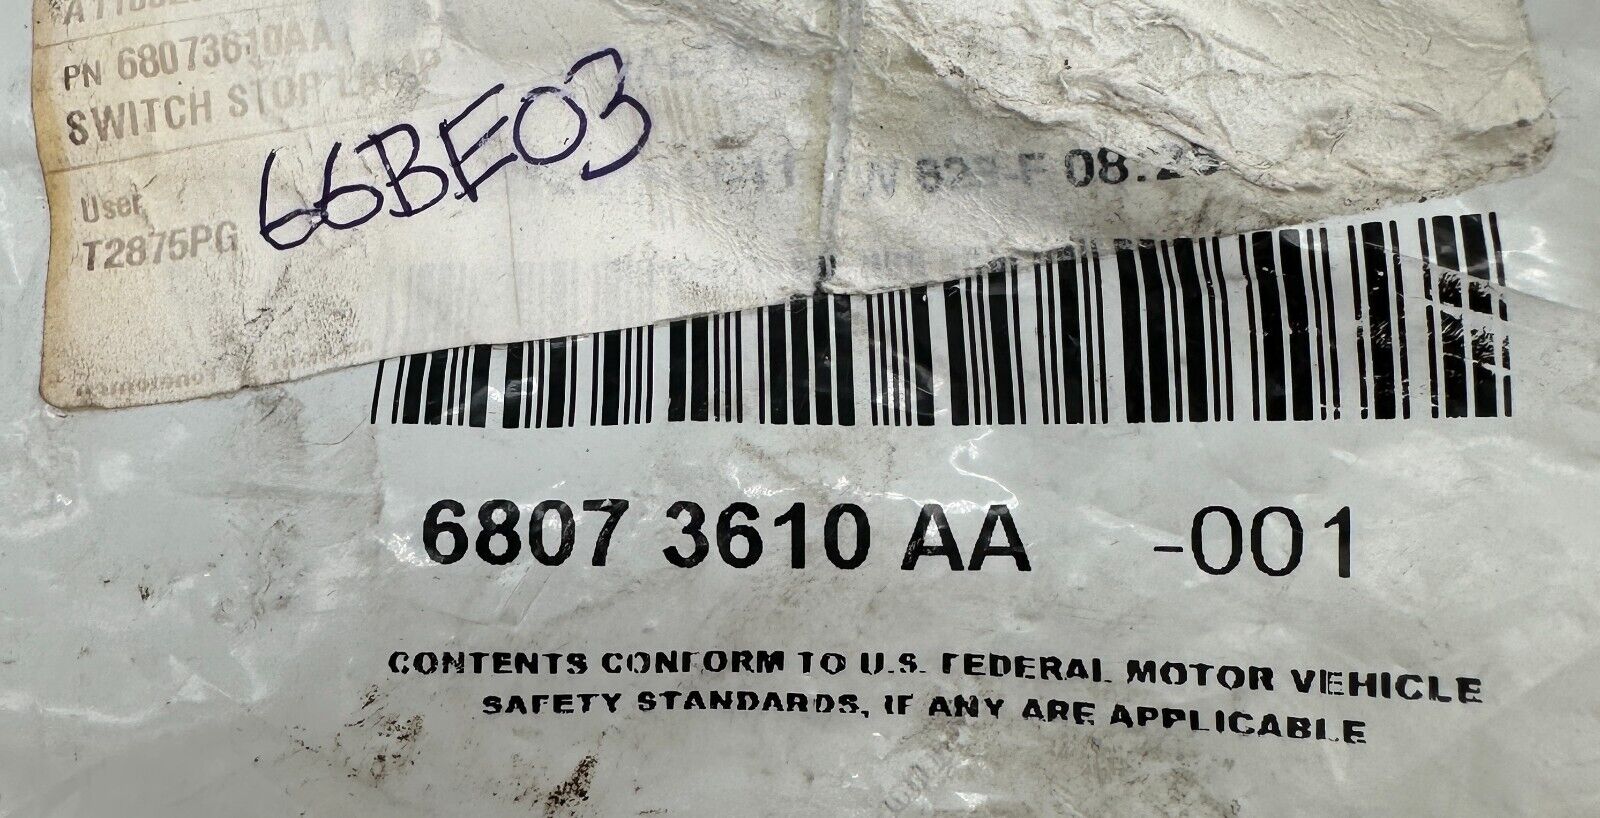 PN 68073610AA
SWITCH STOP LAMP
66BE03
User
T2875PG
6807 3610 AA -001
CONTENTS CONFORM TO U.S. FEDERAL MOTOR VEHICLE
SAFETY STANDARDS, IF ANY ARE APPLICABLE